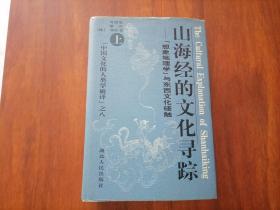 山海经的文化寻踪
——“想象地理学”与东西文化碰触
The Cultural Explanation of Shanhaiking
上
“中国文化的人类学破译”之八
湖北人民出版社